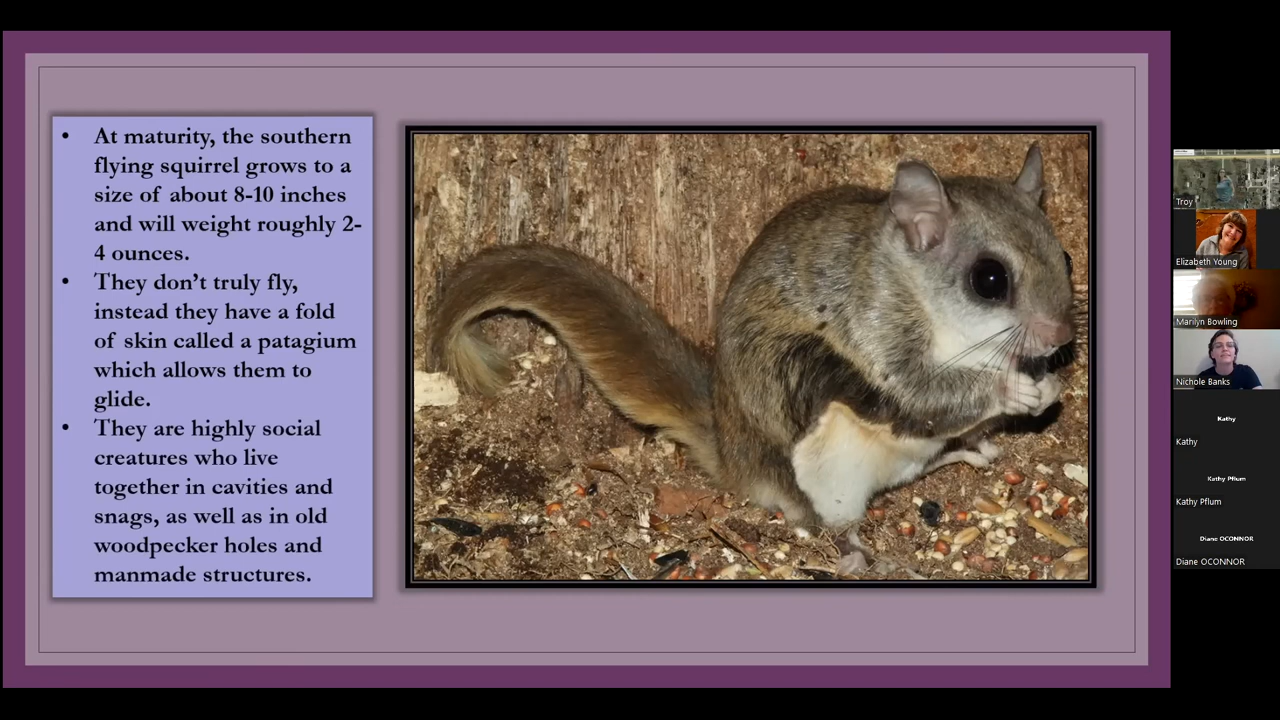 • At maturity, the southern
flying squirrel grows to a
size of about 8-10 inches
and will weight roughly 2-
4 ounces.
• They don't truly fly,
instead they have a fold
of skin called a patagium
which allows them to
glide.
• They are highly social
creatures who live
together in cavities and
snags, as well as in old
woodpecker holes and
manmade structures.
Troy
Elizabeth Young
Marilyn Bowling
Nichole Banks
Kathy
Kathy
Kathy Pflum
Kathy Pflum
Diane OCONNOR
Diane OCONNOR